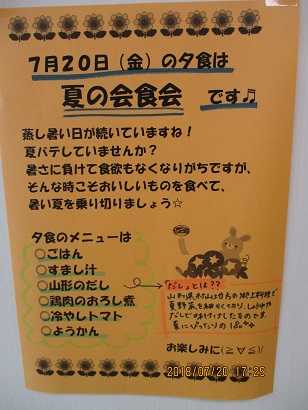 7月20日（金）の夕食は
夏の会食会 です♫
蒸し暑い日が続いていますね！
夏バテしていませんか？
暑さに負けて食欲もなくなりがちですが、
そんな時こそおいしいものを食べて、
暑い夏を乗り切りましょう☆
夕食のメニューは
○ごはん
○すまし汁
○山形のだし
○鶏肉のおろし煮
○冷やしトマト
○ようかん
「だし」とは？？
山形県村山地方の郷土料理で
夏野菜を細かくきざみ、しょうゆや
だしで味付けしたものです。
夏にぴったりの1品です
お楽しみに(≧∀≦)/
2018/07/20 17:29